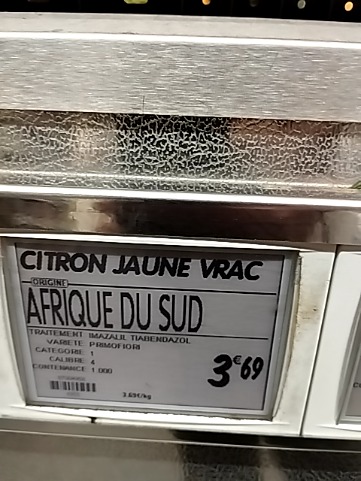 CITRON JAUNE VRAC
ORIGINE
AFRIQUE DU SUD
TRAITEMENT IMAZALIL TIABENDAZOL
VARIETE PRIMOFIORI
CATEGORIE 1
CALIBRE 4
CONTENANCE 1.000
3€69
3.69€/kg